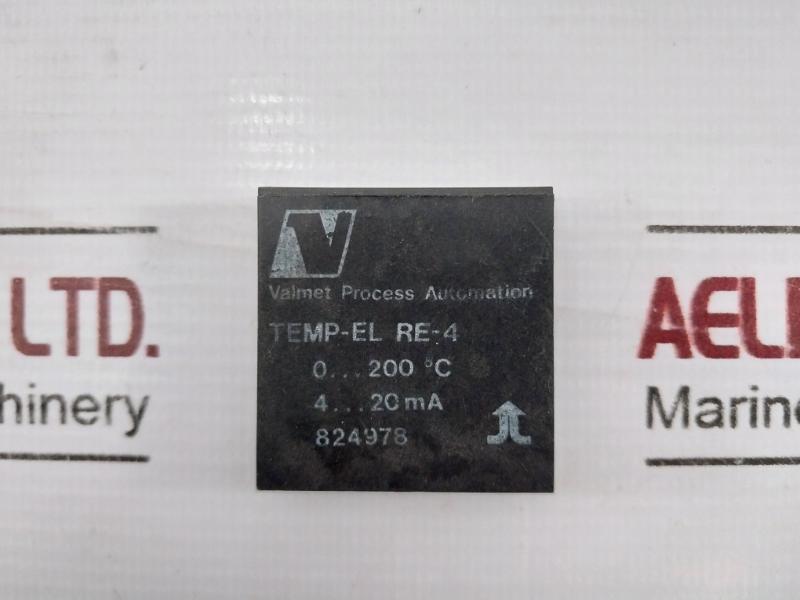 V
Valmet Process Automation
TEMP-EL RE-4
0...200 °C
4...20mA
824978
LTD.
hinery
AEL
Marine